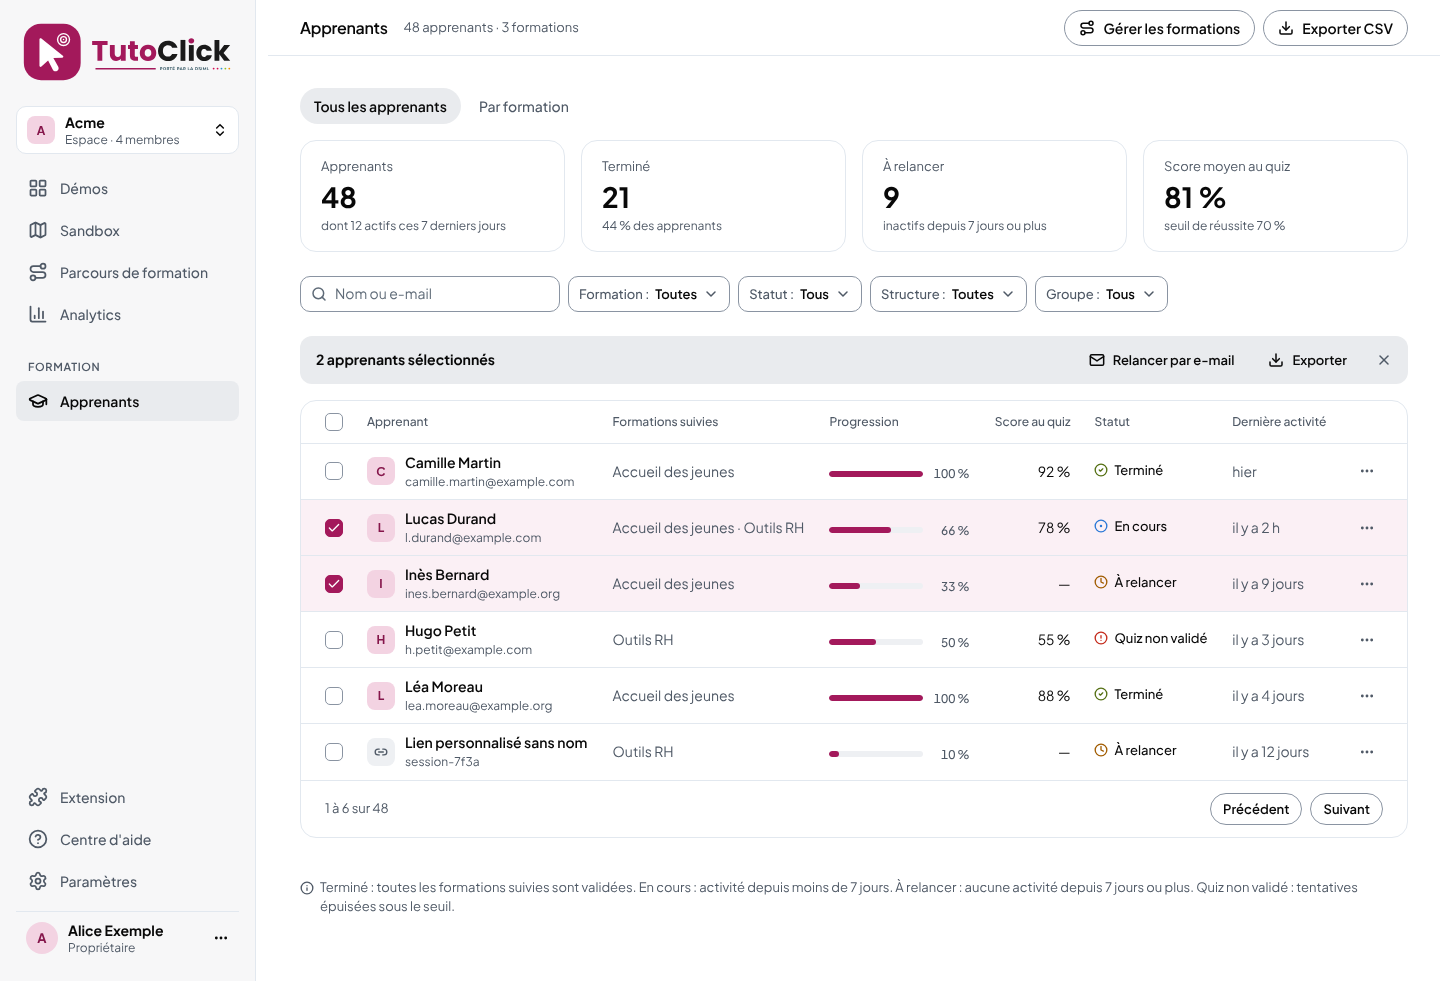 TutoClick
PORTÉ PAR LA DSIML
A
Acme
Espace · 4 membres
Démos
Sandbox
Parcours de formation
Analytics
FORMATION
Apprenants
Extension
Centre d'aide
Paramètres
A
Alice Exemple
Propriétaire
Apprenants 48 apprenants · 3 formations
Gérer les formations
Exporter CSV
Tous les apprenants Par formation
Apprenants
48
dont 12 actifs ces 7 derniers jours
Terminé
21
44 % des apprenants
À relancer
9
inactifs depuis 7 jours ou plus
Score moyen au quiz
81 %
seuil de réussite 70 %
Nom ou e-mail
Formation : Toutes
Statut : Tous
Structure : Toutes
Groupe : Tous
2 apprenants sélectionnés
Relancer par e-mail
Exporter
Apprenant Formations suivies Progression Score au quiz Statut Dernière activité
C Camille Martin
camille.martin@example.com
Accueil des jeunes 100 % 92 % Terminé hier
L Lucas Durand
l.durand@example.com
Accueil des jeunes · Outils RH 66 % 78 % En cours il y a 2 h
I Inès Bernard
ines.bernard@example.org
Accueil des jeunes 33 % — À relancer il y a 9 jours
H Hugo Petit
h.petit@example.com
Outils RH 50 % 55 % Quiz non validé il y a 3 jours
L Léa Moreau
lea.moreau@example.org
Accueil des jeunes 100 % 88 % Terminé il y a 4 jours
Lien personnalisé sans nom
session-7f3a
Outils RH 10 % — À relancer il y a 12 jours
1 à 6 sur 48
Précédent
Suivant
Terminé : toutes les formations suivies sont validées. En cours : activité depuis moins de 7 jours. À relancer : aucune activité depuis 7 jours ou plus. Quiz non validé : tentatives
épuisées sous le seuil.